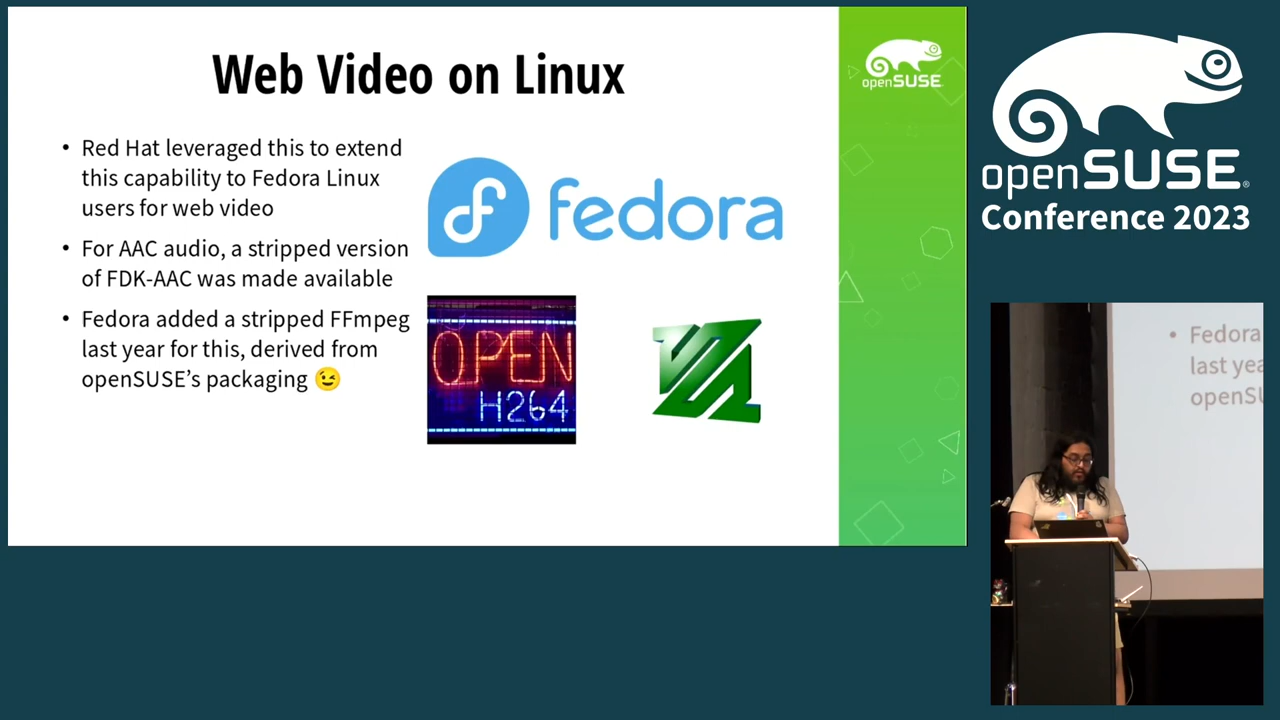 Web Video on Linux
• Red Hat leveraged this to extend
this capability to Fedora Linux
users for web video
• For AAC audio, a stripped version
of FDK-AAC was made available
• Fedora added a stripped FFmpeg
last year for this, derived from
openSUSE's packaging 😉
fedora
OPEN
H264
openSUSE
openSUSE®
Conference 2023
• Fedora
last yea
openSU